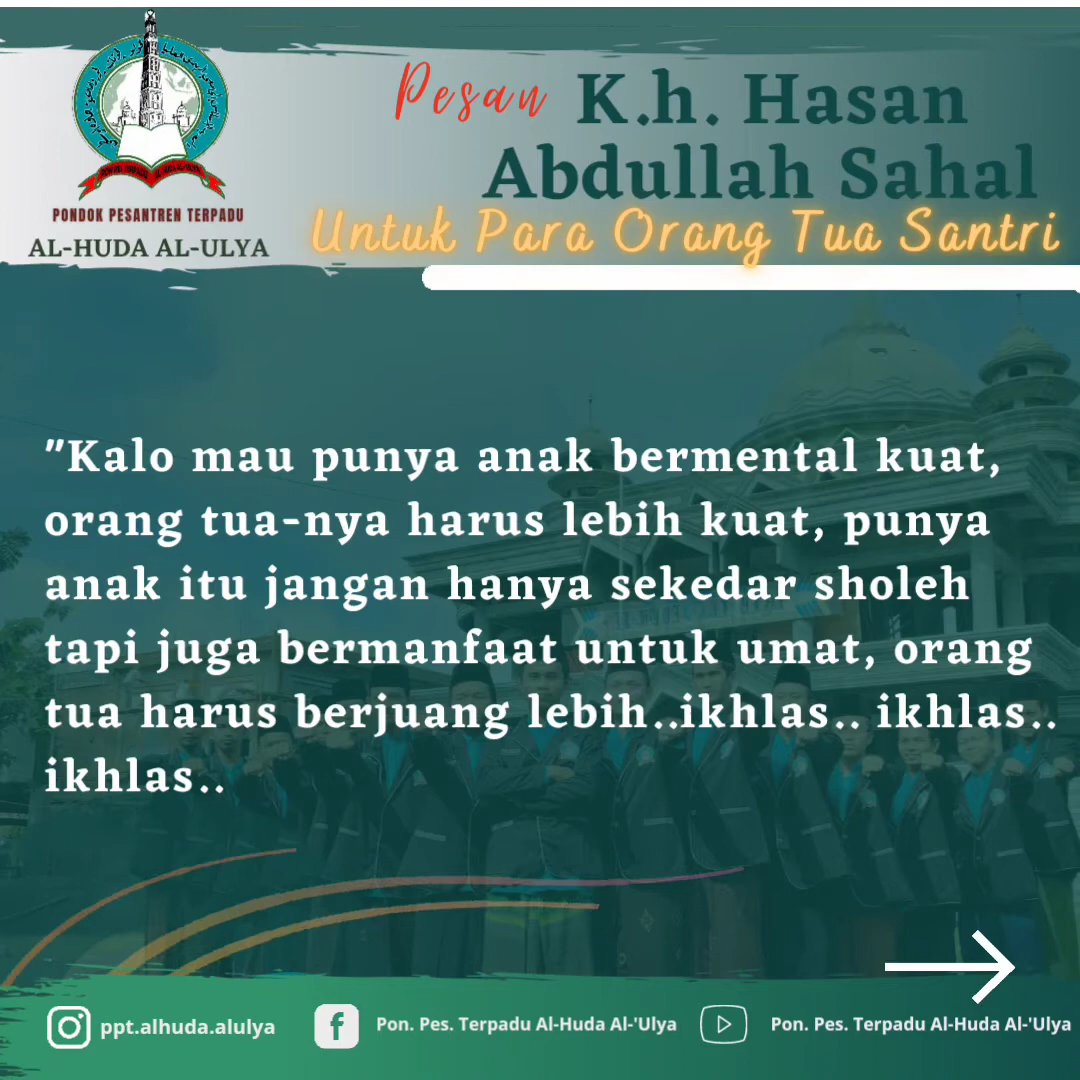 Pesan K.h. Hasan
Abdullah Sahal
Untuk Para Orang Tua Santri
PONDOK PESANTREN TERPADU
AL-HUDA AL-ULYA
"Kalo mau punya anak bermental kuat,
orang tua-nya harus lebih kuat, punya
anak itu jangan hanya sekedar sholeh
tapi juga bermanfaat untuk umat, orang
tua harus berjuang lebih..ikhlas.. ikhlas..
ikhlas..
ppt.alhuda.alulya
Pon. Pes. Terpadu Al-Huda Al-'Ulya
Pon. Pes. Terpadu Al-Huda Al-'Ulya